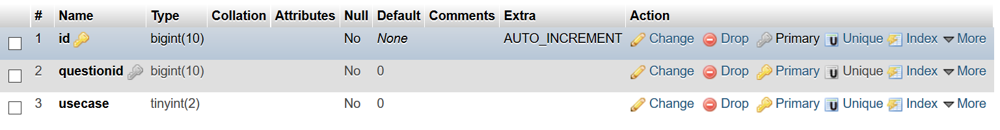 # Name Type Collation Attributes Null Default Comments Extra Action
1 id bigint(10) No None AUTO_INCREMENT Change Drop Primary Unique Index More
2 questionid bigint(10) No 0 Change Drop Primary Unique Index More
3 usecase tinyint(2) No 0 Change Drop Primary Unique Index More